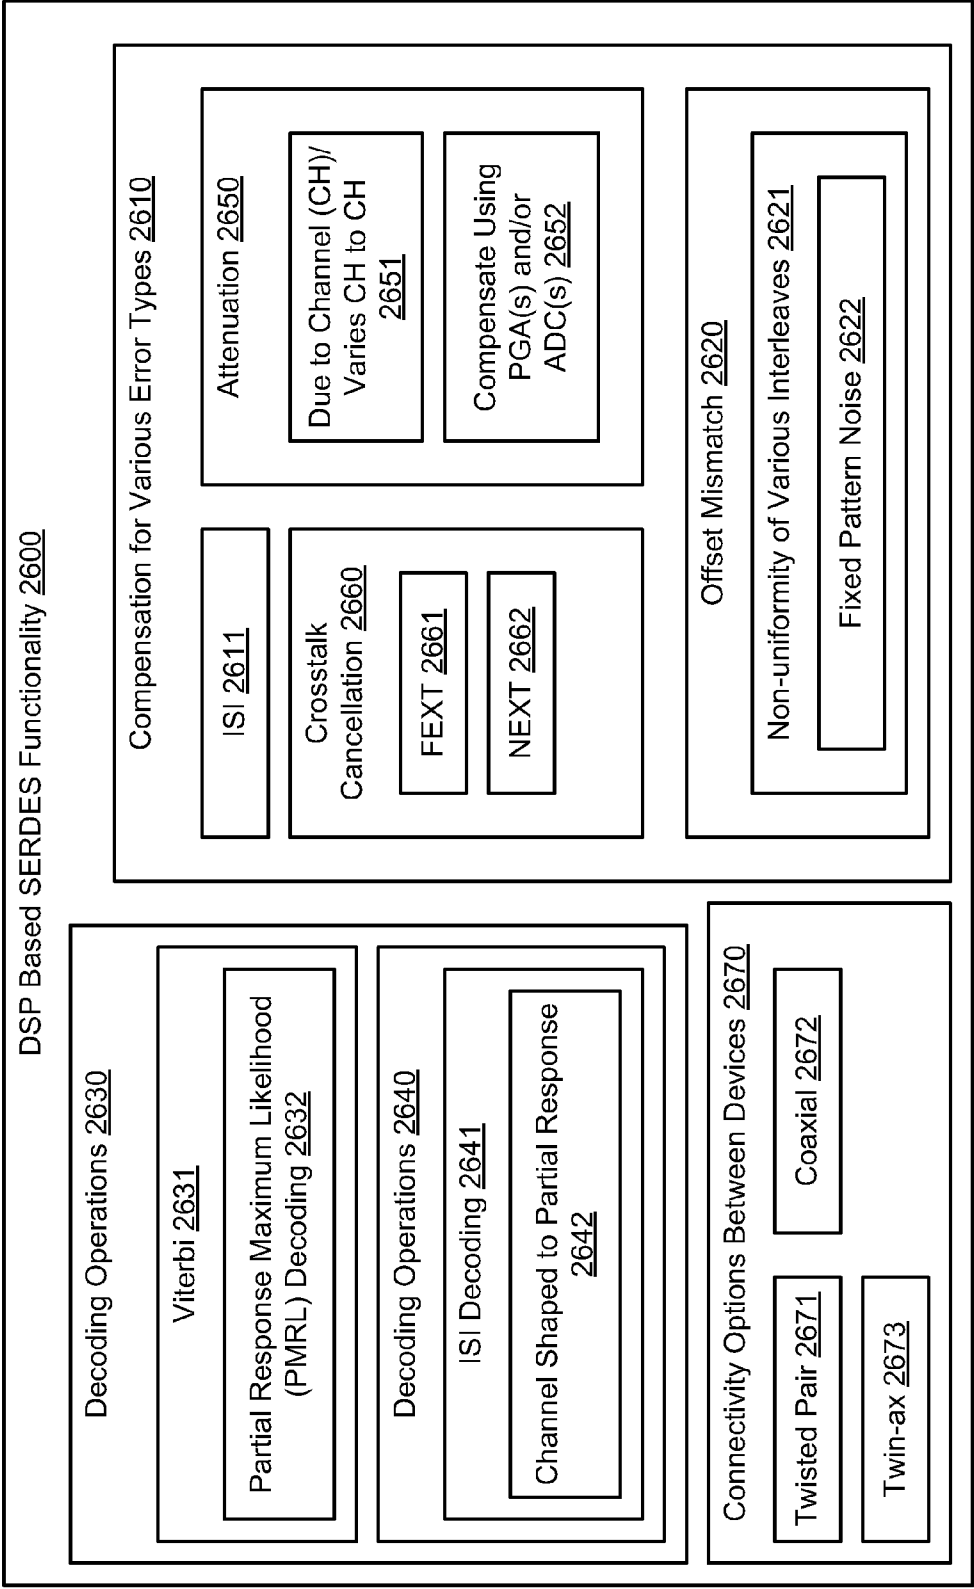 DSP Based SERDES Functionality 2600
Decoding Operations 2630
Viterbi 2631
Partial Response Maximum Likelihood
(PMRL) Decoding 2632
Decoding Operations 2640
ISI Decoding 2641
Channel Shaped to Partial Response
2642
Connectivity Options Between Devices 2670
Twisted Pair 2671
Coaxial 2672
Twin-ax 2673
Compensation for Various Error Types 2610
ISI 2611
Crosstalk
Cancellation 2660
FEXT 2661
NEXT 2662
Attenuation 2650
Due to Channel (CH)/
Varies CH to CH
2651
Compensate Using
PGA(s) and/or
ADC(s) 2652
Offset Mismatch 2620
Non-uniformity of Various Interleaves 2621
Fixed Pattern Noise 2622